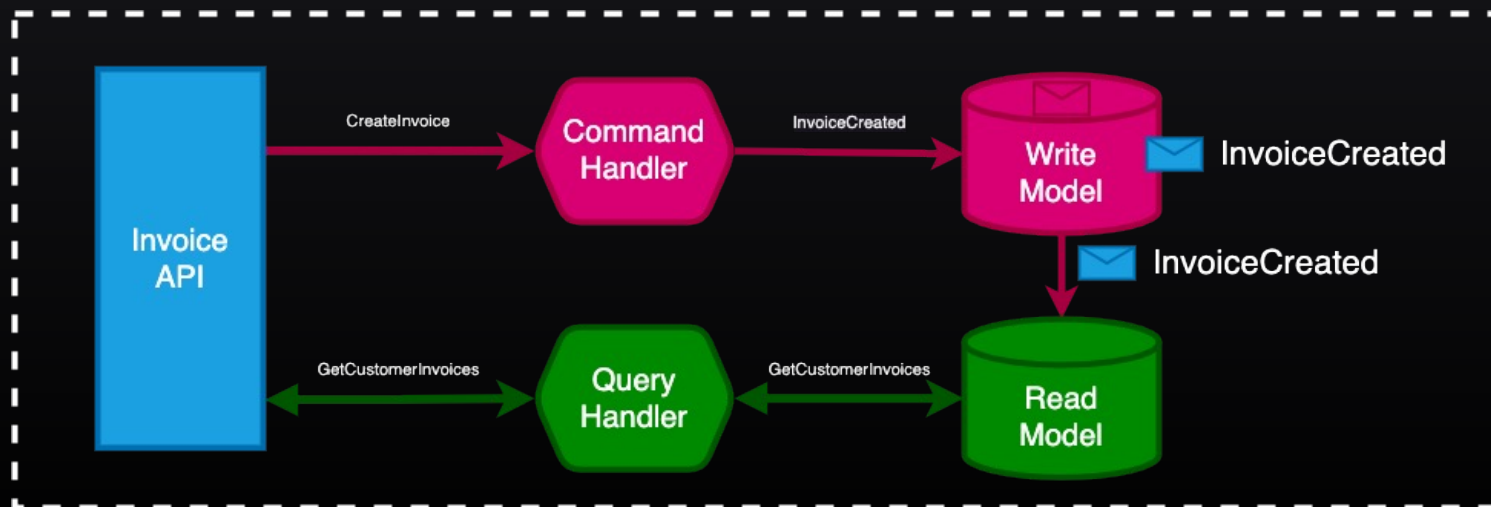 CreateInvoice
InvoiceCreated
Command
Handler
Write
Model
InvoiceCreated
Invoice
API
InvoiceCreated
GetCustomerInvoices
GetCustomerInvoices
Query
Handler
Read
Model